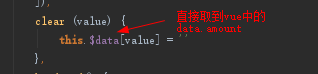 ]),
clear (value) {
直接取到vue中的
data.amount
this.$data[value] = ''
},